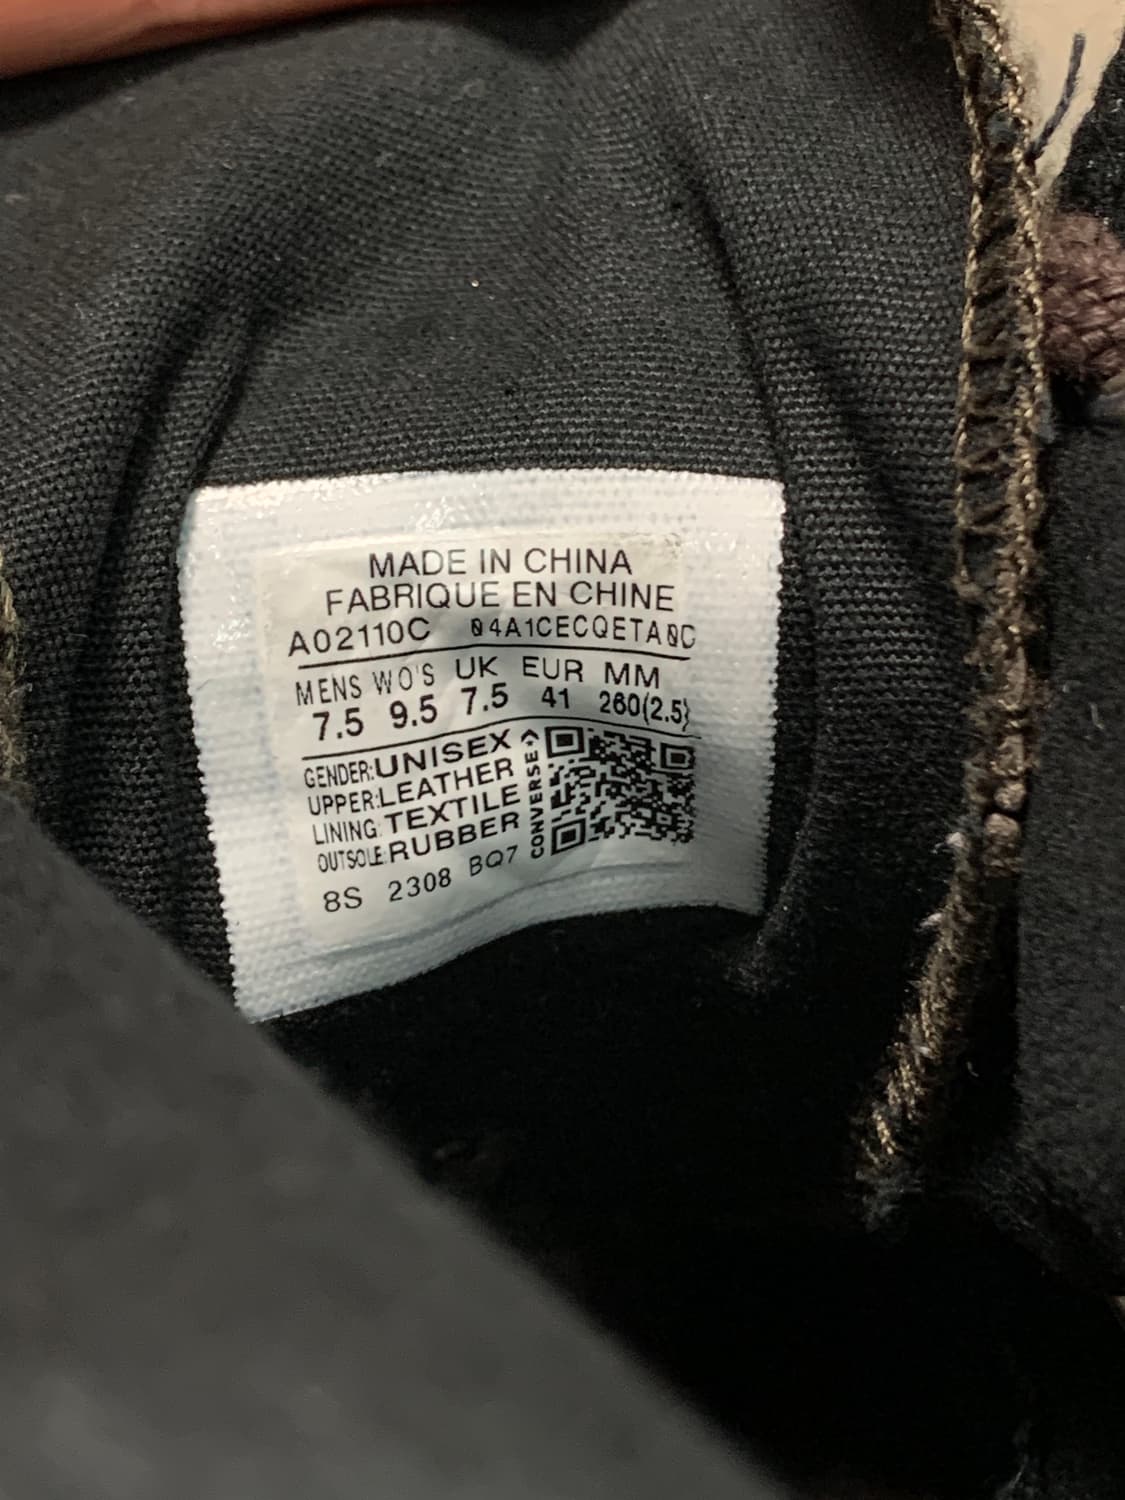 MADE IN CHINA
FABRIQUE EN CHINE
A02110C 04A1CECQETA0C
MENS WO'S UK EUR MM
7.5 9.5 7.5 41 260(2.5)
GENDER:UNISEX
UPPER:LEATHER
LINING:TEXTILE
OUTSOLE:RUBBER
CONVERSE
8S 2308 BQ7